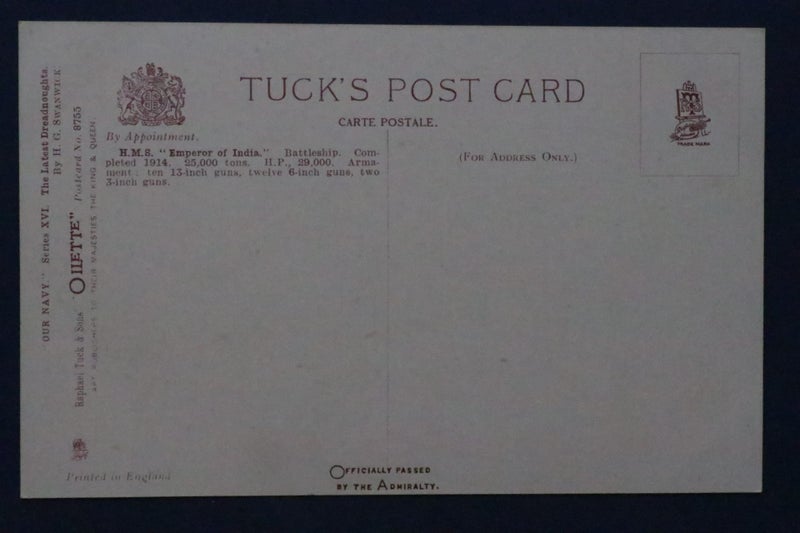 TUCK'S POST CARD
CARTE POSTALE.
By Appointment.
H.M.S. "Emperor of India." Battleship. Com-
pleted 1914. 25,000 tons. H.P., 29,000. Arma-
ment: ten 13-inch guns, twelve 6-inch guns, two
3-inch guns.
(FOR ADDRESS ONLY.)
TRADE MARK
"OUR NAVY" Series XVI. The Latest Dreadnoughts.
By H. G. SWANWICK
Raphael Tuck & Sons' "OILETTE" Postcard No. 8755
ART PUBLISHERS TO THEIR MAJESTIES THE KING & QUEEN
Printed in England
OFFICIALLY PASSED
BY THE ADMIRALTY.